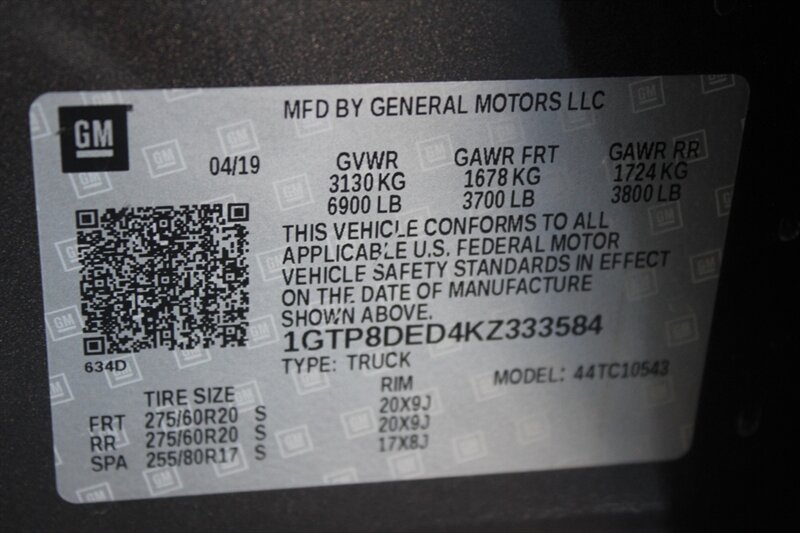 GM
MFD BY GENERAL MOTORS LLC
04/19
GVWR GAWR FRT GAWR RR
3130 KG 1678 KG 1724 KG
6900 LB 3700 LB 3800 LB
THIS VEHICLE CONFORMS TO ALL
APPLICABLE U.S. FEDERAL MOTOR
VEHICLE SAFETY STANDARDS IN EFFECT
ON THE DATE OF MANUFACTURE
SHOWN ABOVE.
1GTP8DED4KZ333584
634D
TYPE: TRUCK
MODEL: 44TC10543
TIRE SIZE RIM
FRT 275/60R20 S 20X9J
RR 275/60R20 S 20X9J
SPA 255/80R17 S 17X8J